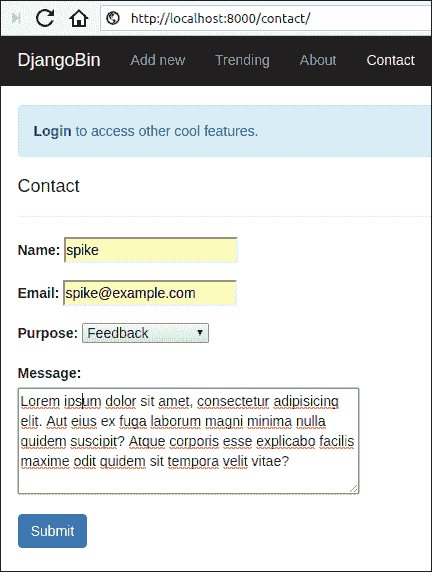 http://localhost:8000/contact/
DjangoBin Add new Trending About Contact
Login to access other cool features.
Contact
Name: spike
Email: spike@example.com
Purpose: Feedback
Message:
Lorem ipsum dolor sit amet, consectetur adipisicing
elit. Aut eius ex fuga laborum magni minima nulla
quidem suscipit? Atque corporis esse explicabo facilis
maxime odit quidem sit tempora velit vitae?
Submit